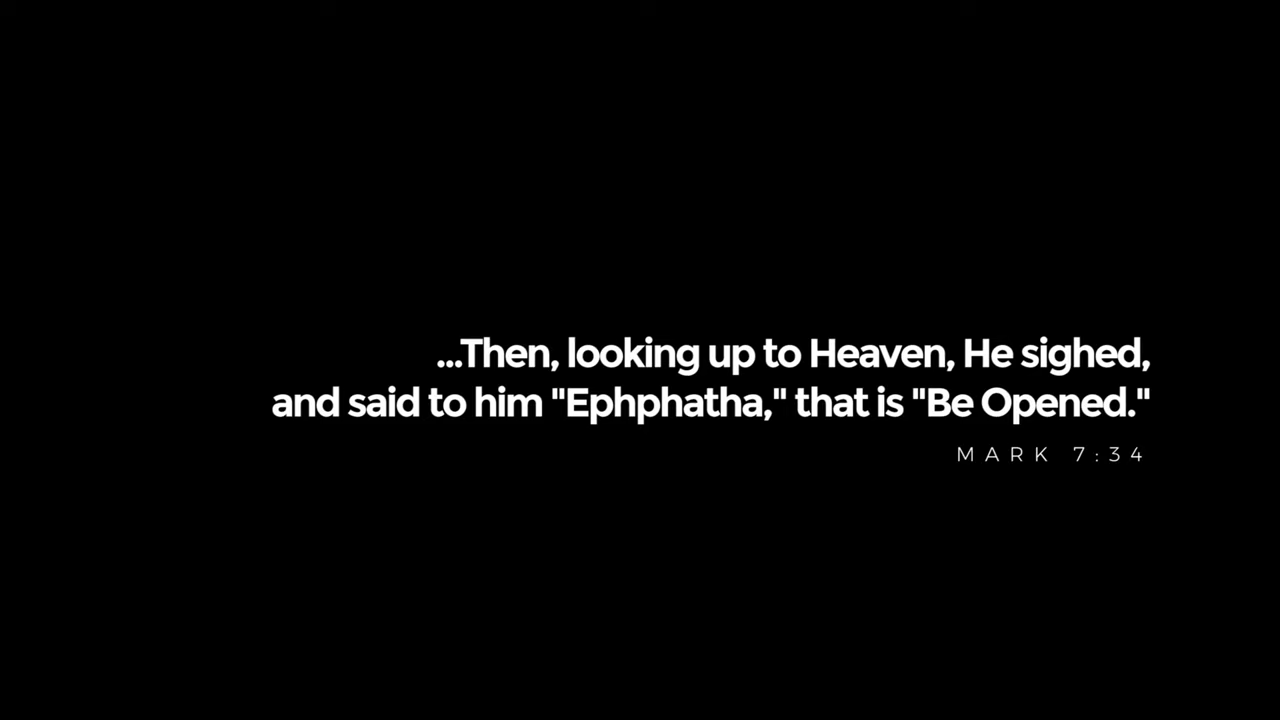 ...Then, looking up to Heaven, He sighed,
and said to him "Ephphatha," that is "Be Opened."
MARK 7:34